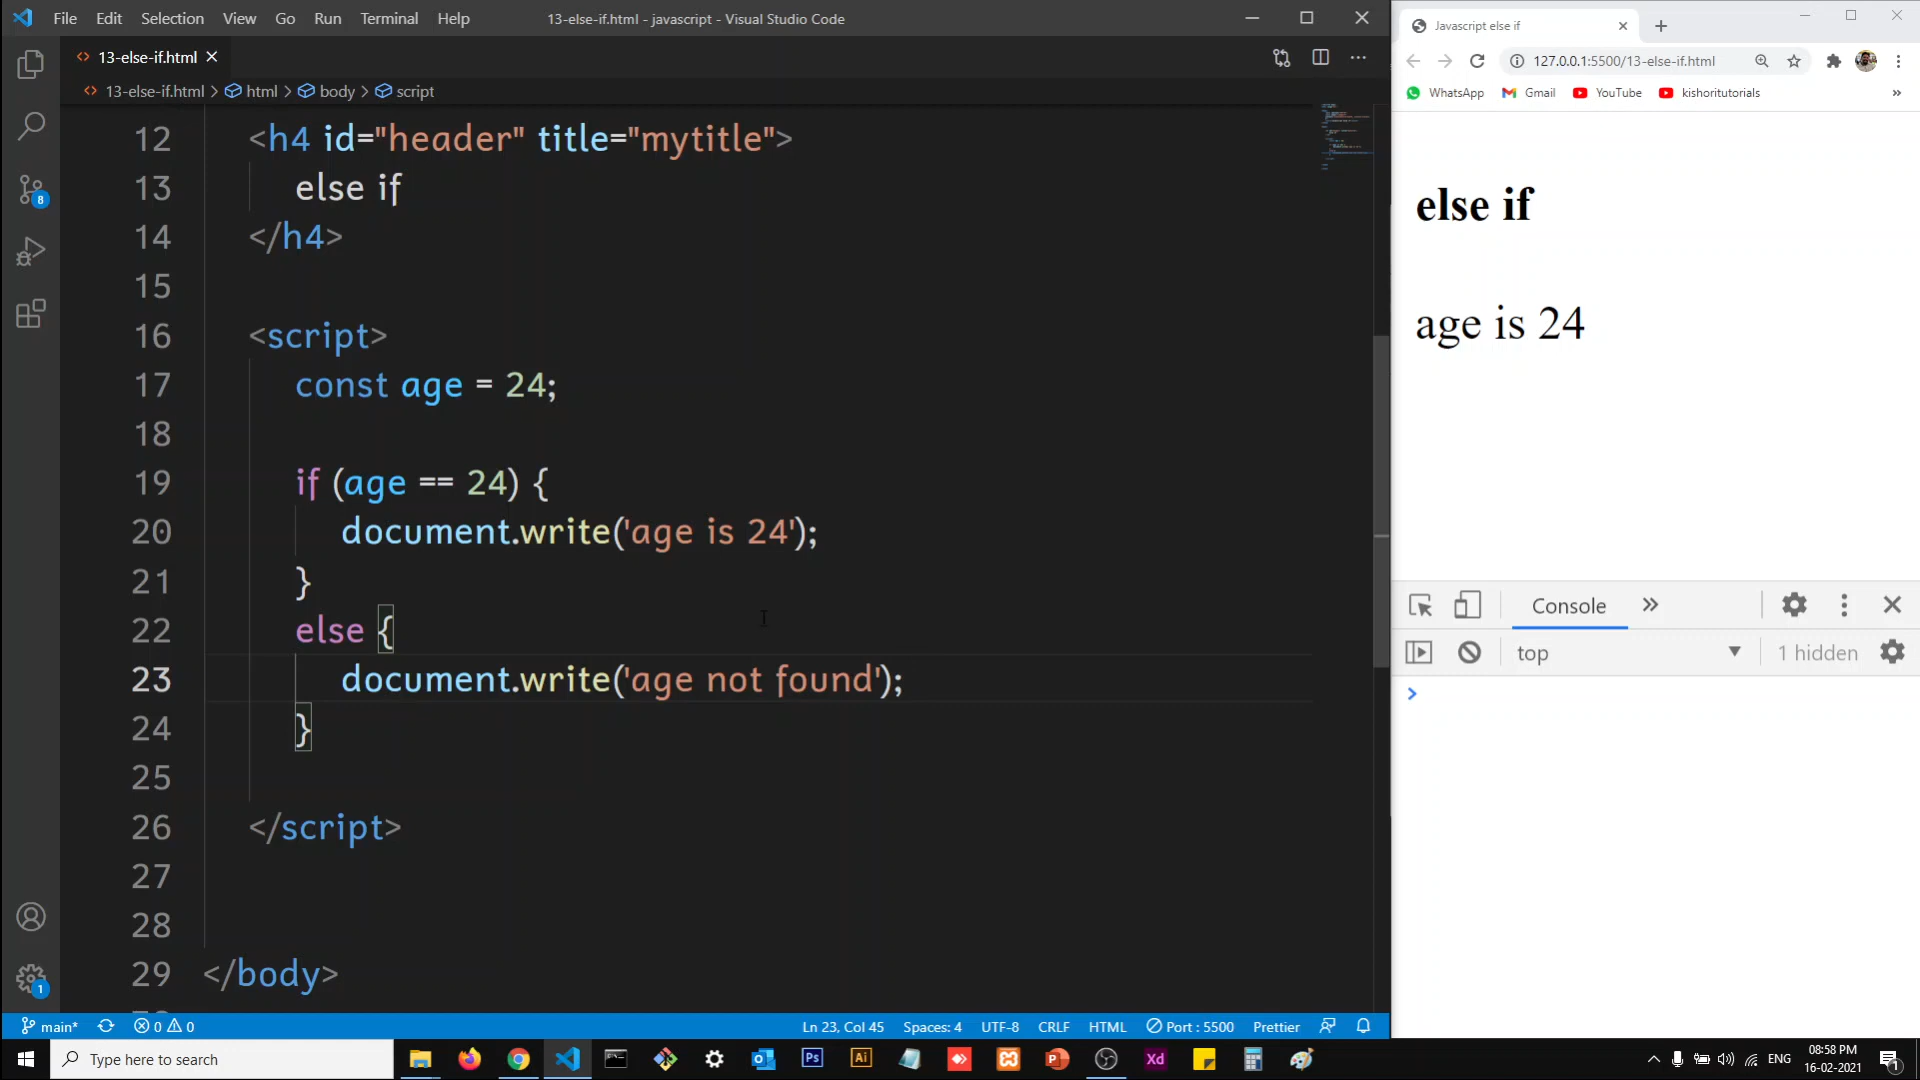 File Edit Selection View Go Run Terminal Help
13-else-if.html - javascript - Visual Studio Code
13-else-if.html
13-else-if.html > html > body > script
12 <h4 id="header" title="mytitle">
13 else if
14 </h4>
15
16 <script>
17 const age = 24;
18
19 if (age == 24) {
20 document.write('age is 24');
21 }
22 else {
23 document.write('age not found');
24 }
25
26 </script>
27
28
29 </body>
8
1
main* 0 0
Ln 23, Col 45 Spaces: 4 UTF-8 CRLF HTML Port : 5500 Prettier
Javascript else if
127.0.0.1:5500/13-else-if.html
WhatsApp Gmail YouTube kishoritutorials »
else if
age is 24
Console
top 1 hidden
>
Type here to search
Ps Ai Xd
ENG
08:58 PM
16-02-2021
1